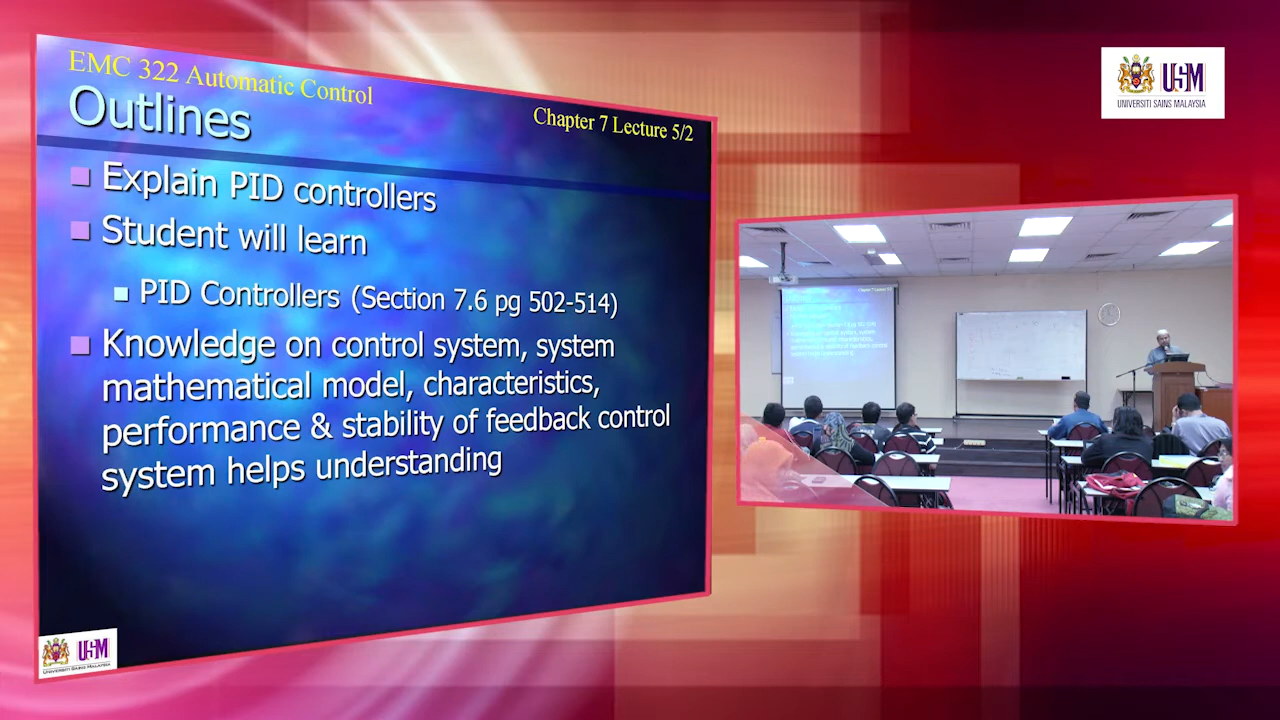 EMC 322 Automatic Control
Outlines
Chapter 7 Lecture 5/2
Explain PID controllers
Student will learn
PID Controllers (Section 7.6 pg 502-514)
Knowledge on control system, system
mathematical model, characteristics,
performance & stability of feedback control
system helps understanding
USM
UNIVERSITI SAINS MALAYSIA
USM
UNIVERSITI SAINS MALAYSIA